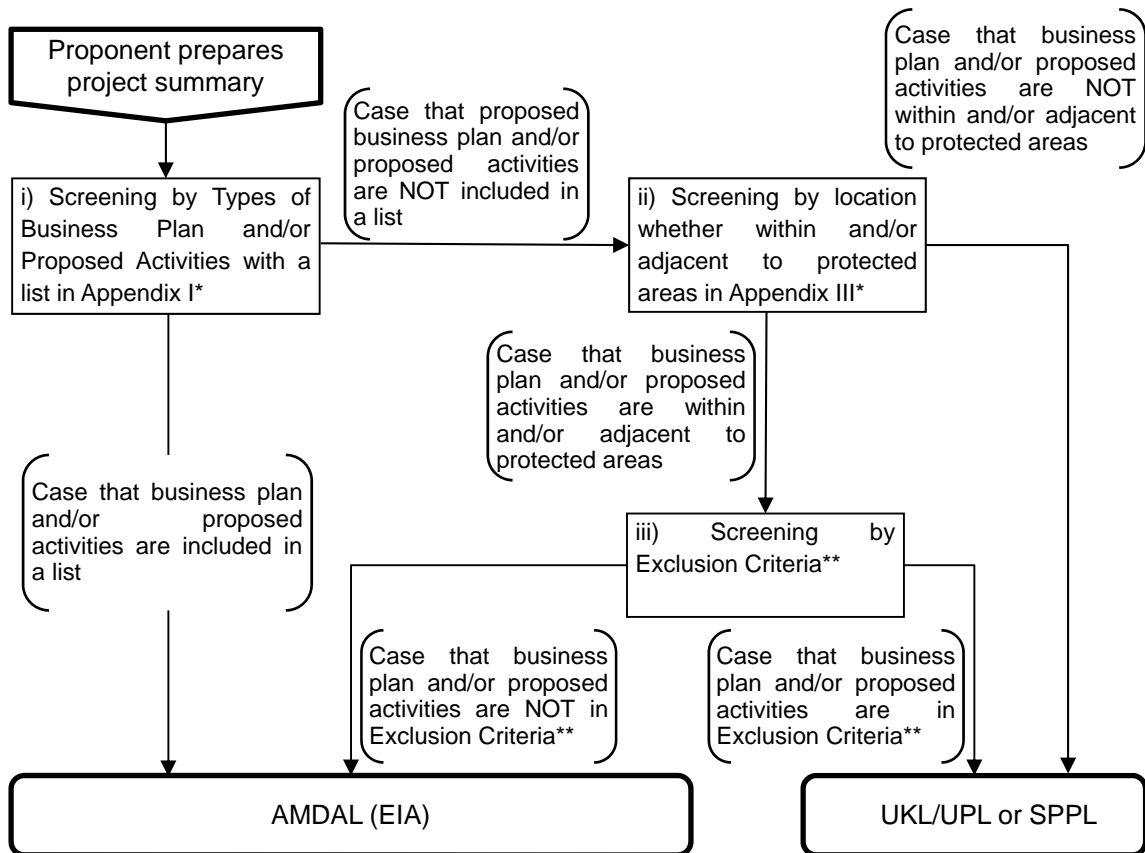 Proponent prepares
project summary
Case that business
plan and/or proposed
activities are NOT
within and/or adjacent
to protected areas
Case that proposed
business plan and/or
proposed activities
are NOT included in
a list
i) Screening by Types of
Business Plan and/or
Proposed Activities with a
list in Appendix I*
ii) Screening by location
whether within and/or
adjacent to protected
areas in Appendix III*
Case that business
plan and/or proposed
activities are within
and/or adjacent to
protected areas
Case that business plan
and/or proposed
activities are included in
a list
iii) Screening by
Exclusion Criteria**
Case that business
plan and/or proposed
activities are NOT in
Exclusion Criteria**
Case that business
plan and/or proposed
activities are in
Exclusion Criteria**
AMDAL (EIA)
UKL/UPL or SPPL